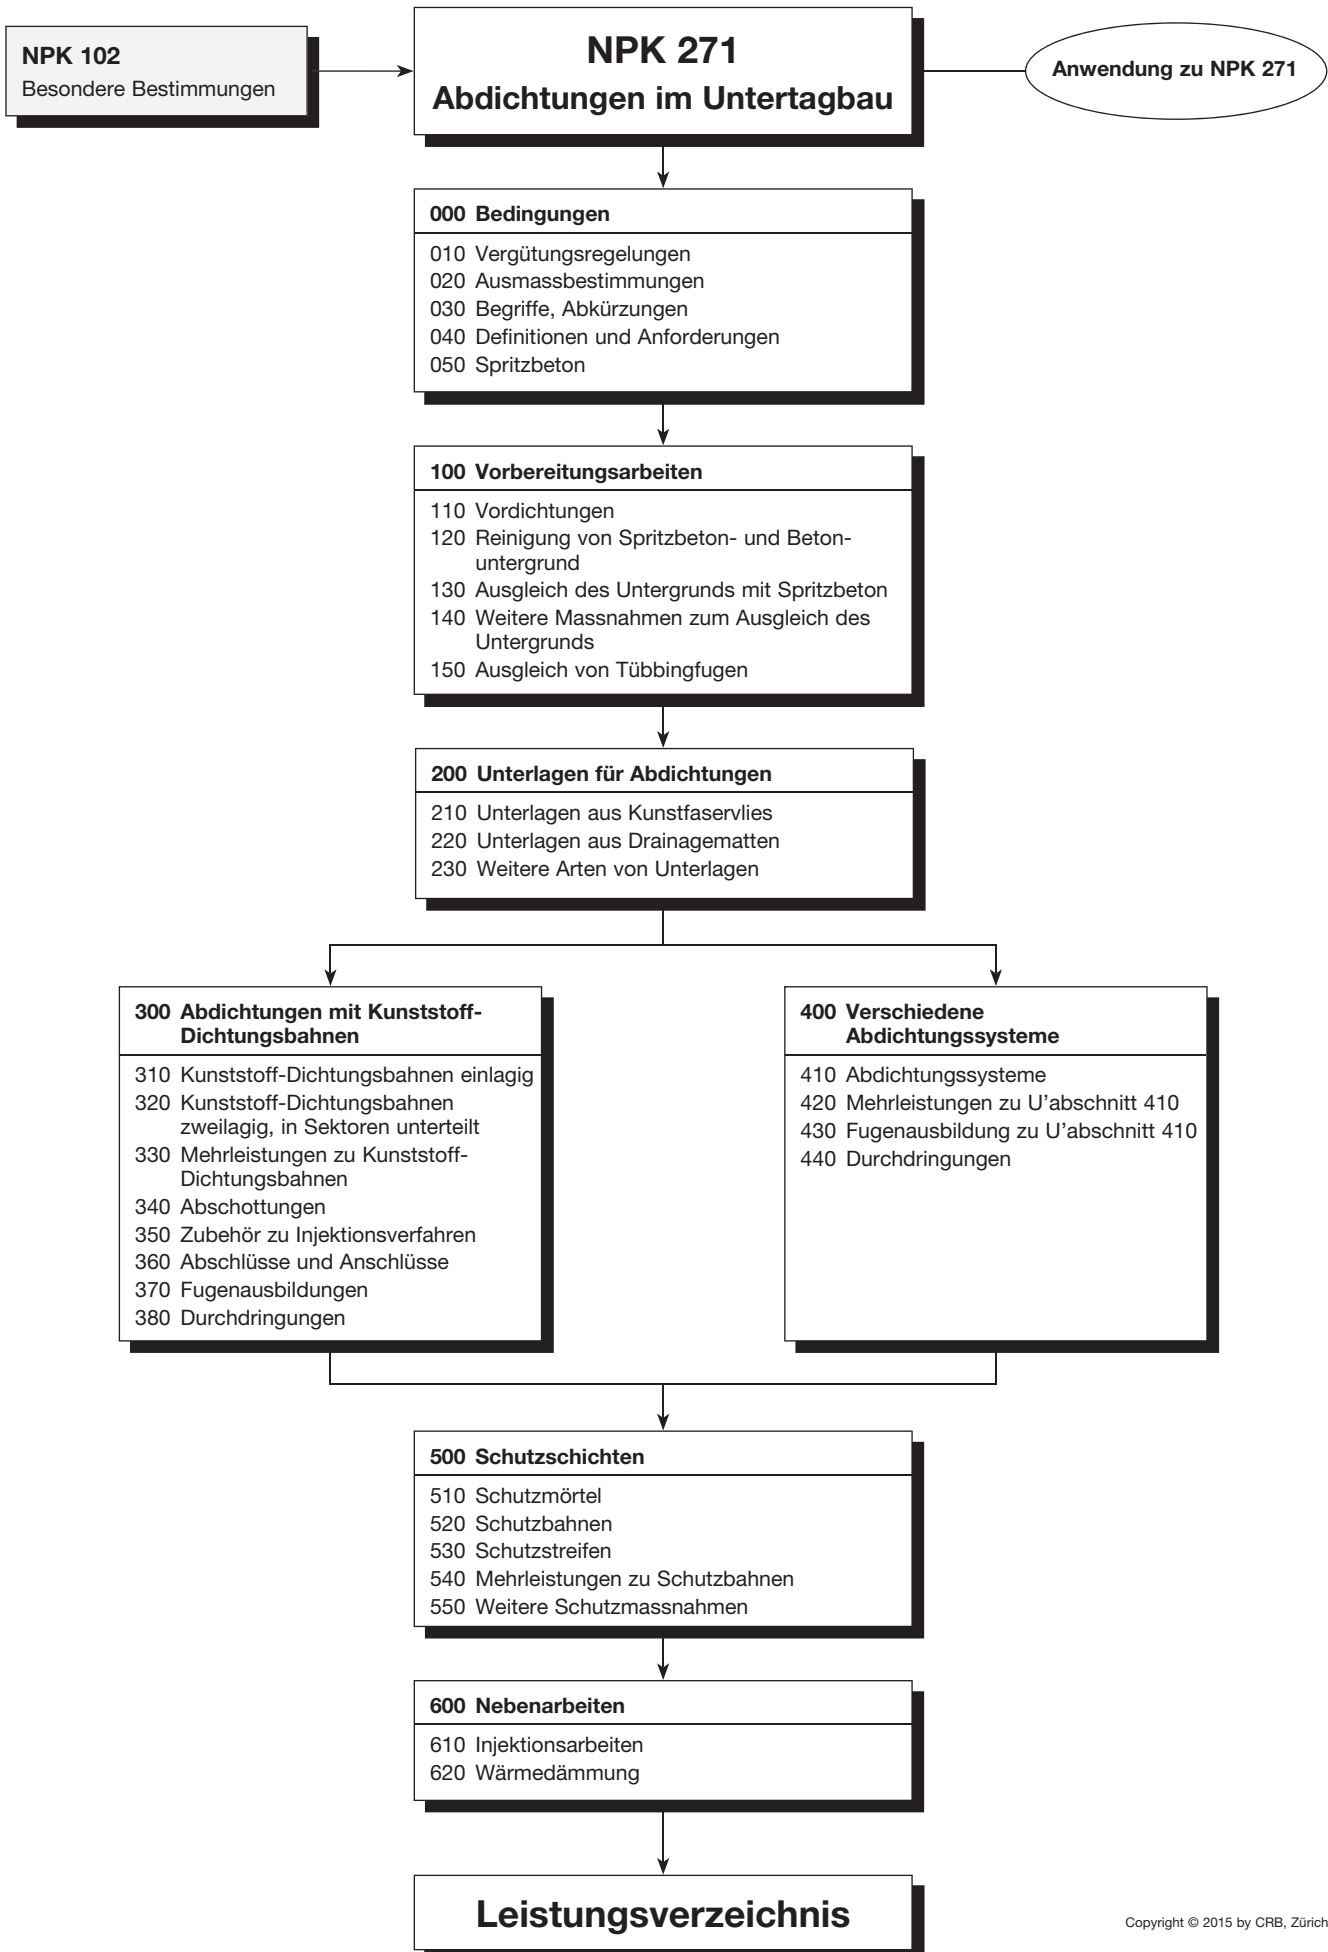 NPK 102
Besondere Bestimmungen
NPK 271
Abdichtungen im Untertagbau
Anwendung zu NPK 271
000 Bedingungen
010 Vergütungsregelungen
020 Ausmassbestimmungen
030 Begriffe, Abkürzungen
040 Definitionen und Anforderungen
050 Spritzbeton
100 Vorbereitungsarbeiten
110 Vordichtungen
120 Reinigung von Spritzbeton- und Beton-
untergrund
130 Ausgleich des Untergrunds mit Spritzbeton
140 Weitere Massnahmen zum Ausgleich des
Untergrunds
150 Ausgleich von Tübbingfugen
200 Unterlagen für Abdichtungen
210 Unterlagen aus Kunstfaservlies
220 Unterlagen aus Drainagematten
230 Weitere Arten von Unterlagen
300 Abdichtungen mit Kunststoff-
Dichtungsbahnen
310 Kunststoff-Dichtungsbahnen einlagig
320 Kunststoff-Dichtungsbahnen
zweilagig, in Sektoren unterteilt
330 Mehrleistungen zu Kunststoff-
Dichtungsbahnen
340 Abschottungen
350 Zubehör zu Injektionsverfahren
360 Abschlüsse und Anschlüsse
370 Fugenausbildungen
380 Durchdringungen
400 Verschiedene
Abdichtungssysteme
410 Abdichtungssysteme
420 Mehrleistungen zu U'abschnitt 410
430 Fugenausbildung zu U'abschnitt 410
440 Durchdringungen
500 Schutzschichten
510 Schutzmörtel
520 Schutzbahnen
530 Schutzstreifen
540 Mehrleistungen zu Schutzbahnen
550 Weitere Schutzmassnahmen
600 Nebenarbeiten
610 Injektionsarbeiten
620 Wärmedämmung
Leistungsverzeichnis
Copyright © 2015 by CRB, Zürich